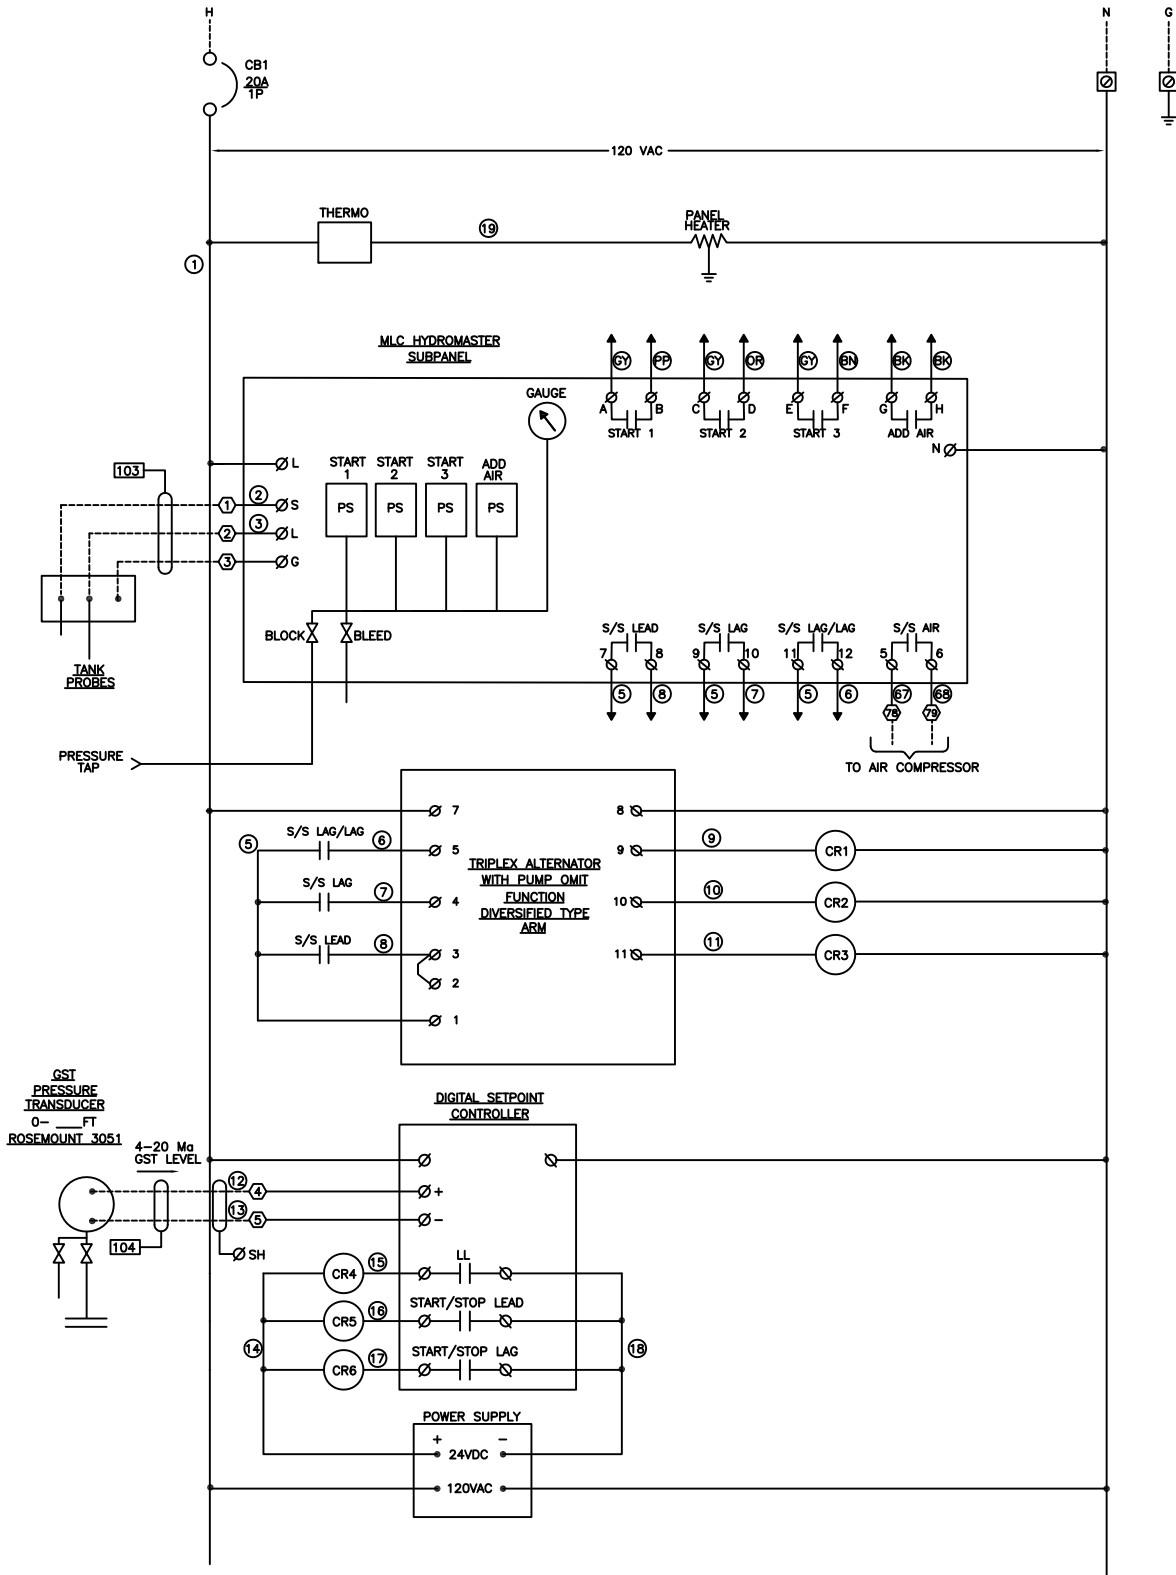 H
N
G
CB1
20A
1P
120 VAC
THERMO
19
PANEL
HEATER
1
MLC HYDROMASTER
SUBPANEL
GY PP GY OR GY BN BK BK
GAUGE
A B C D E F G H
START 1 START 2 START 3 ADD AIR
N
L
103
START
1
START
2
START
3
ADD
AIR
PS PS PS PS
1 2 S
2 3 L
3 G
BLOCK
BLEED
S/S LEAD S/S LAG S/S LAG/LAG S/S AIR
7 8 9 10 11 12 5 6
5 8 5 7 5 6 67 68
78 79
TANK
PROBES
PRESSURE
TAP
TO AIR COMPRESSOR
7
8
5
S/S LAG/LAG
6
5
9
9
CR1
S/S LAG
7
4
10
10
CR2
S/S LEAD
8
3
11
11
CR3
2
1
TRIPLEX ALTERNATOR
WITH PUMP OMIT
FUNCTION
DIVERSIFIED TYPE
ARM
GST
PRESSURE
TRANSDUCER
0- ___FT
ROSEMOUNT 3051
DIGITAL SETPOINT
CONTROLLER
4-20 Ma
GST LEVEL
12
4
+
13
5
-
104
SH
CR4
15
LL
CR5
16
START/STOP LEAD
14
18
CR6
17
START/STOP LAG
POWER SUPPLY
+ -
24VDC
120VAC